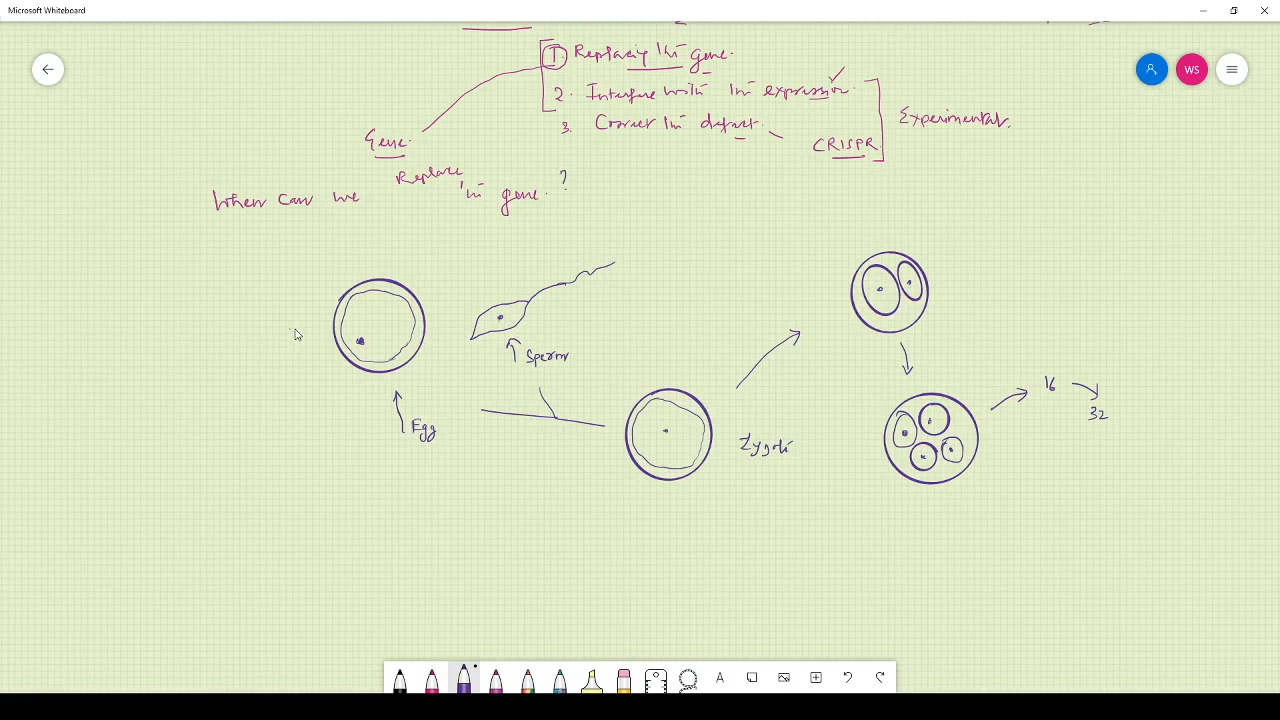 Microsoft Whiteboard
WS
1. Replacing the gene.
2. Interfere with the expression.
3. Correct the defect
CRISPR
Experimental.
Gene.
When can we Replace the gene. ?
Sperm
Egg
Zygote
16
32
A